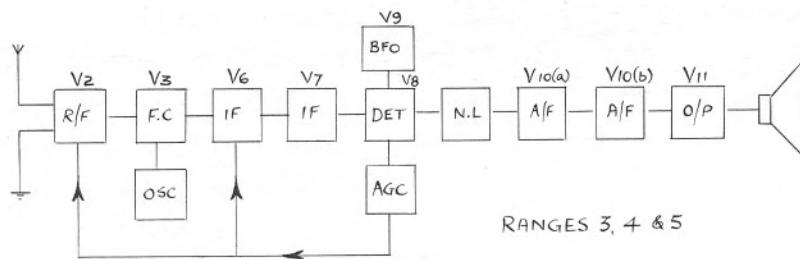 V9
BFO
V2
V3
V6
V7
V8
V10(a)
V10(b)
V11
R/F
F.C
IF
IF
DET
N.L
A/F
A/F
O/P
OSC
AGC
RANGES 3, 4 & 5